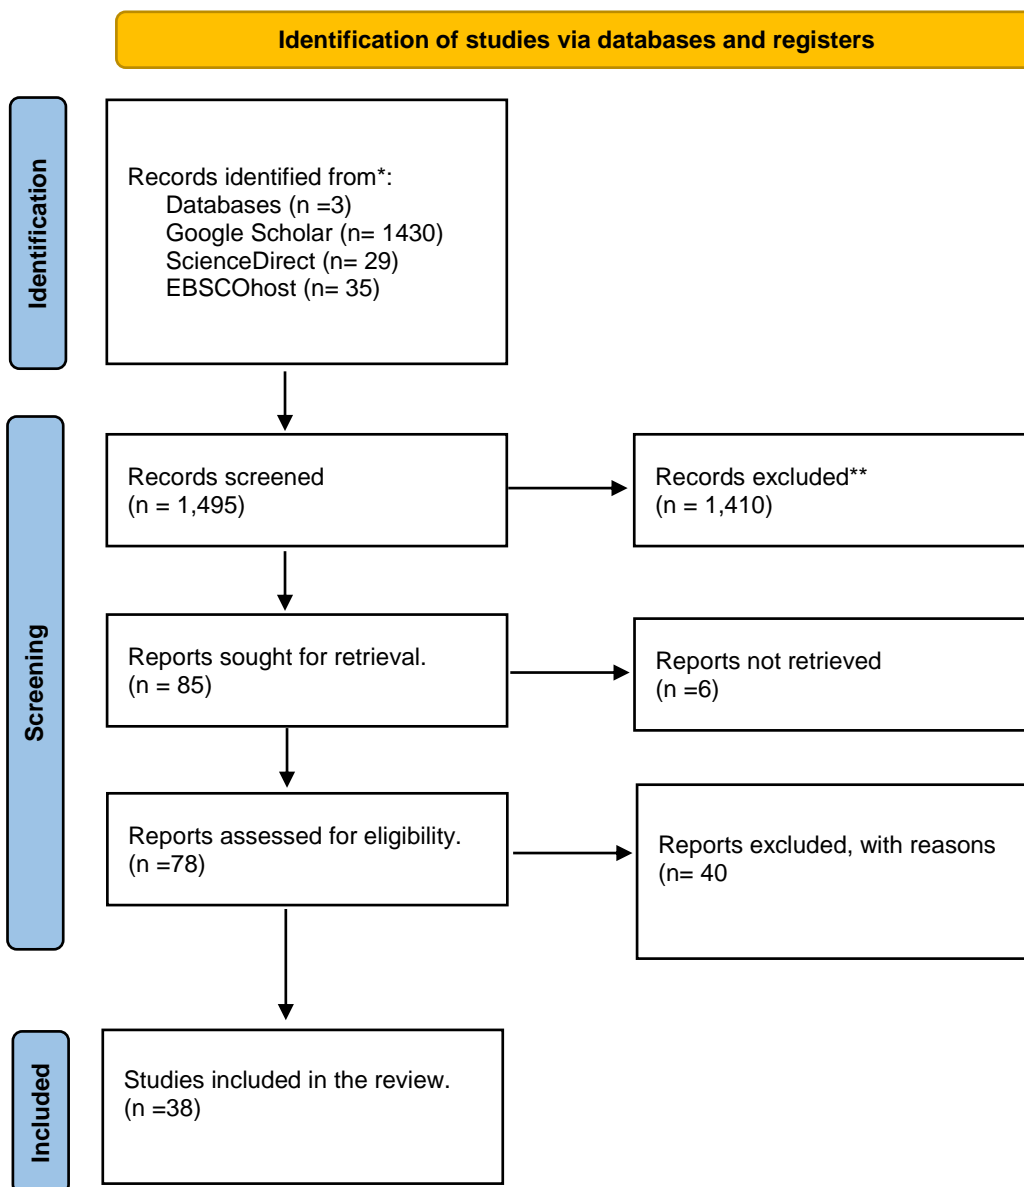 Identification of studies via databases and registers
Identification
Records identified from*:
Databases (n =3)
Google Scholar (n= 1430)
ScienceDirect (n= 29)
EBSCOhost (n= 35)
Screening
Records screened
(n = 1,495)
Records excluded**
(n = 1,410)
Reports sought for retrieval.
(n = 85)
Reports not retrieved
(n =6)
Reports assessed for eligibility.
(n =78)
Reports excluded, with reasons
(n= 40
Included
Studies included in the review.
(n =38)